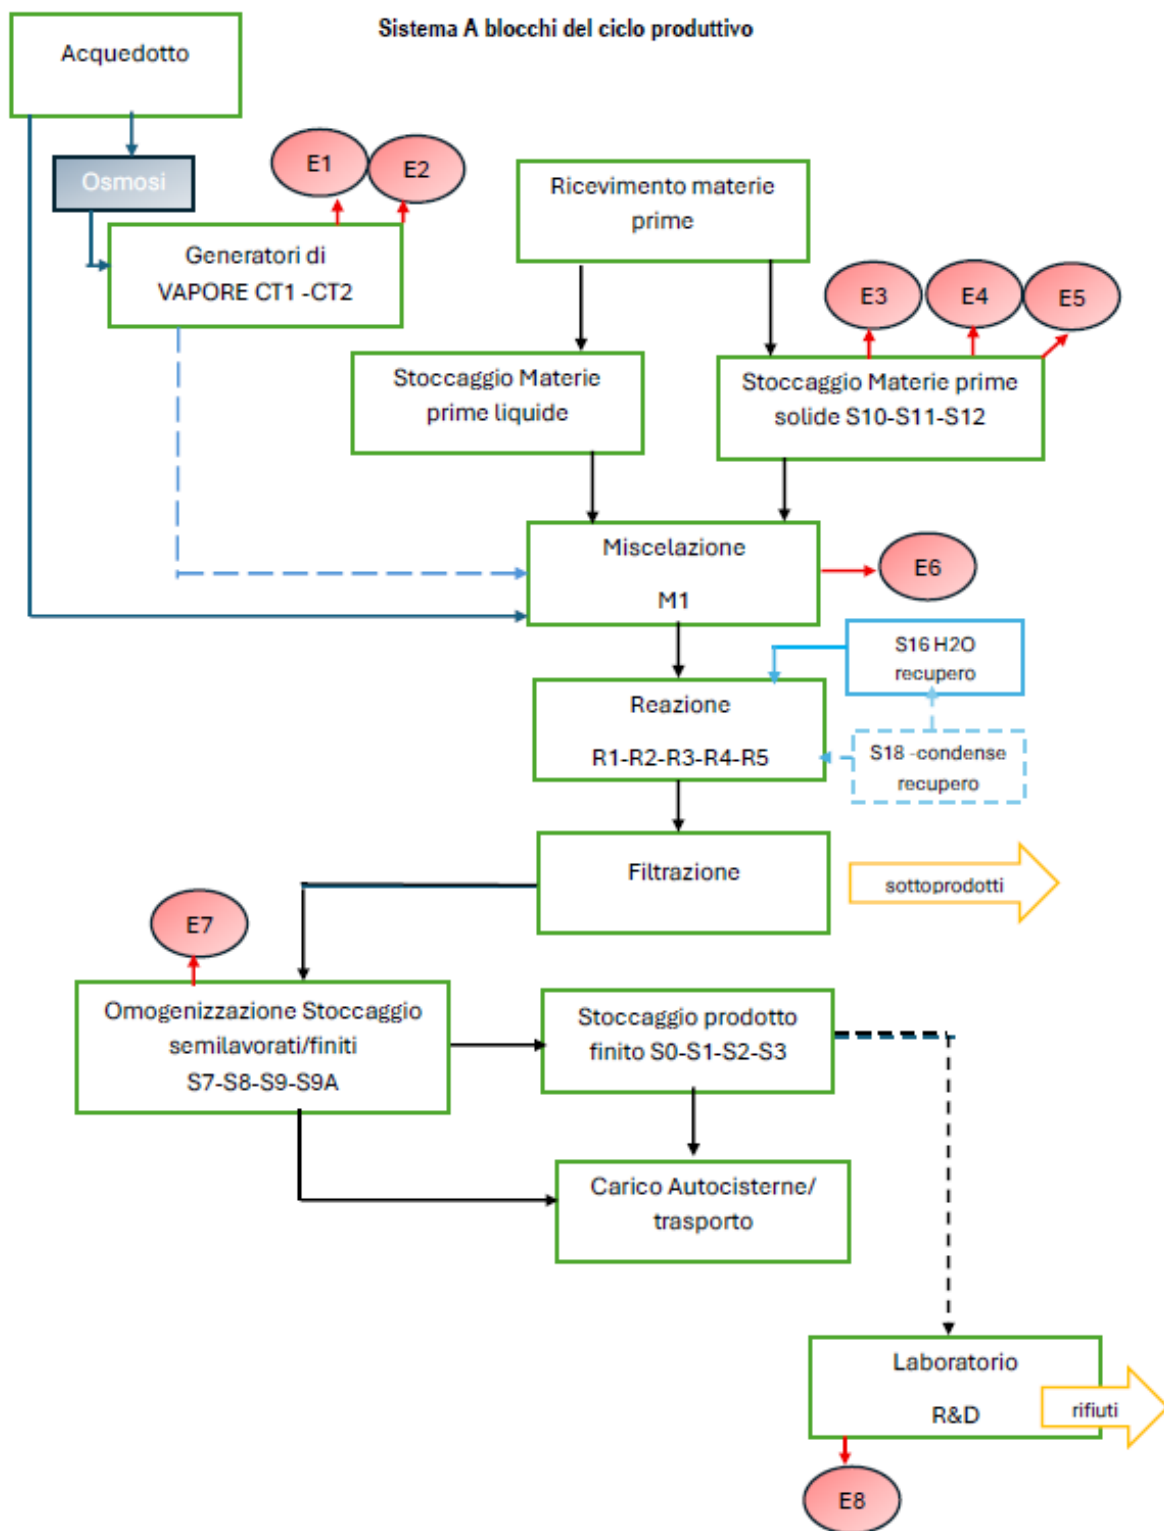 Sistema A blocchi del ciclo produttivo
Acquedotto
Osmosi
E1
E2
Generatori di
VAPORE CT1 -CT2
Ricevimento materie
prime
E3
E4
E5
Stoccaggio Materie
prime liquide
Stoccaggio Materie prime
solide S10-S11-S12
Miscelazione
M1
E6
S16 H2O
recupero
Reazione
R1-R2-R3-R4-R5
S18 -condense
recupero
Filtrazione
sottoprodotti
E7
Omogenizzazione Stoccaggio
semilavorati/finiti
S7-S8-S9-S9A
Stoccaggio prodotto
finito S0-S1-S2-S3
Carico Autocisterne/
trasporto
Laboratorio
R&D
rifiuti
E8